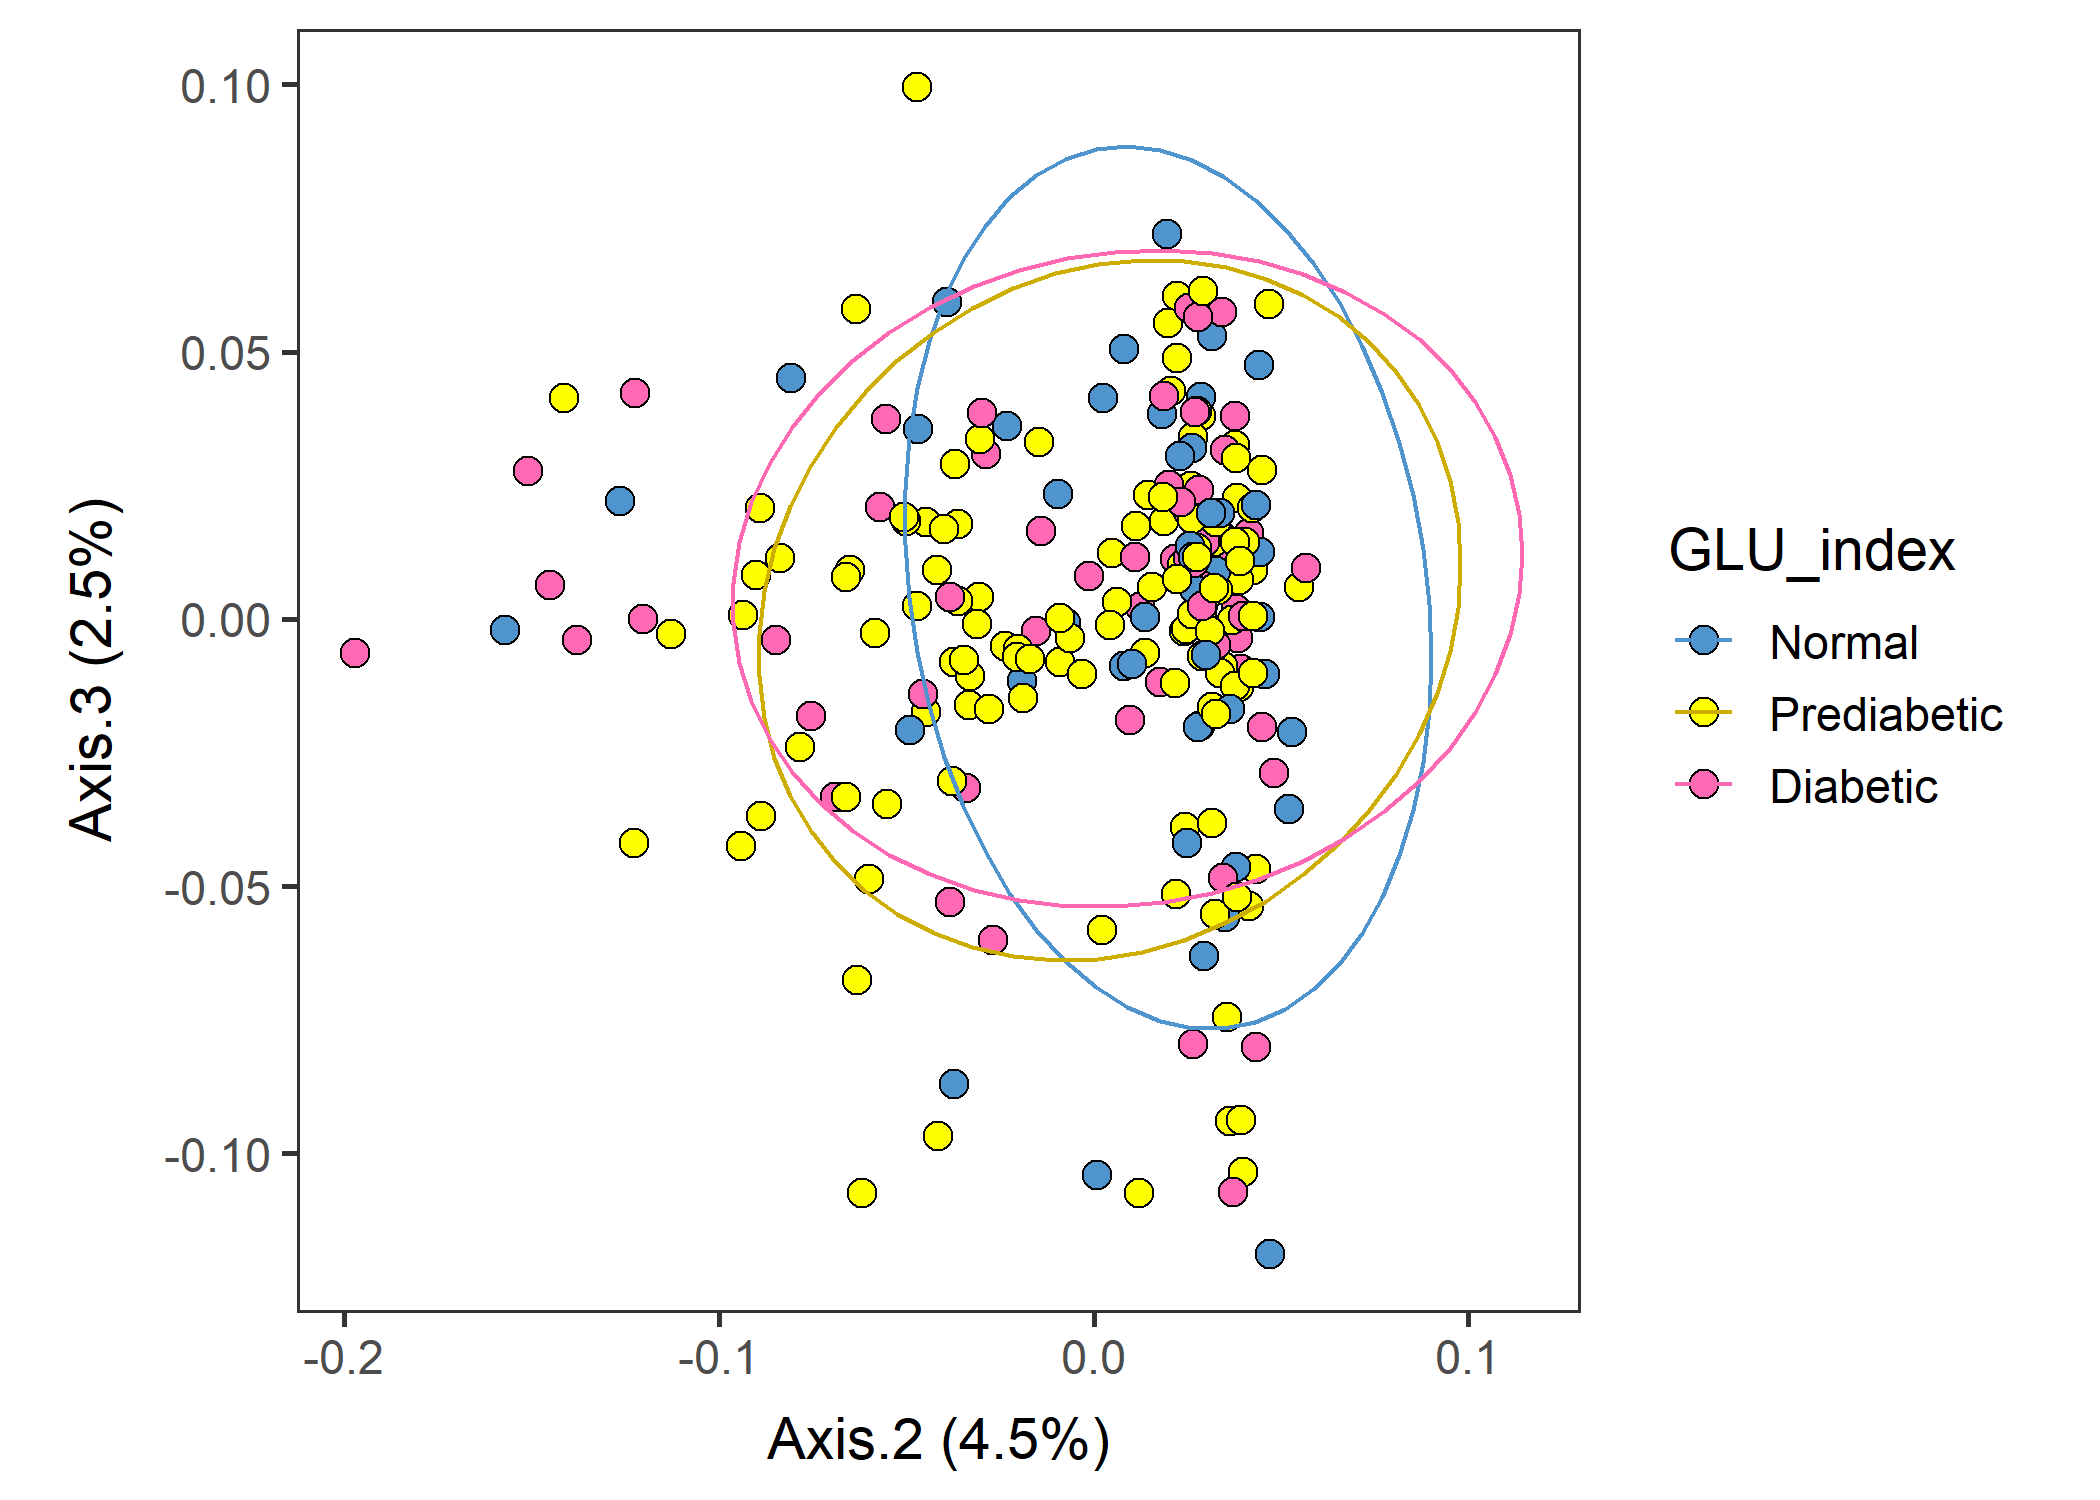 0.10
0.05
0.00
-0.05
-0.10
Axis.3 (2.5%)
-0.2
-0.1
0.0
0.1
Axis.2 (4.5%)
GLU_index
Normal
Prediabetic
Diabetic